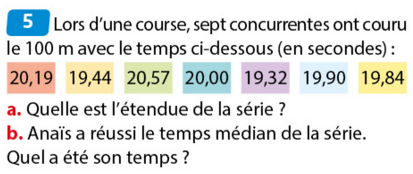 5 Lors d'une course, sept concurrentes ont couru
le 100 m avec le temps ci-dessous (en secondes) :
20,19 19,44 20,57 20,00 19,32 19,90 19,84
a. Quelle est l'étendue de la série ?
b. Anaïs a réussi le temps médian de la série.
Quel a été son temps ?